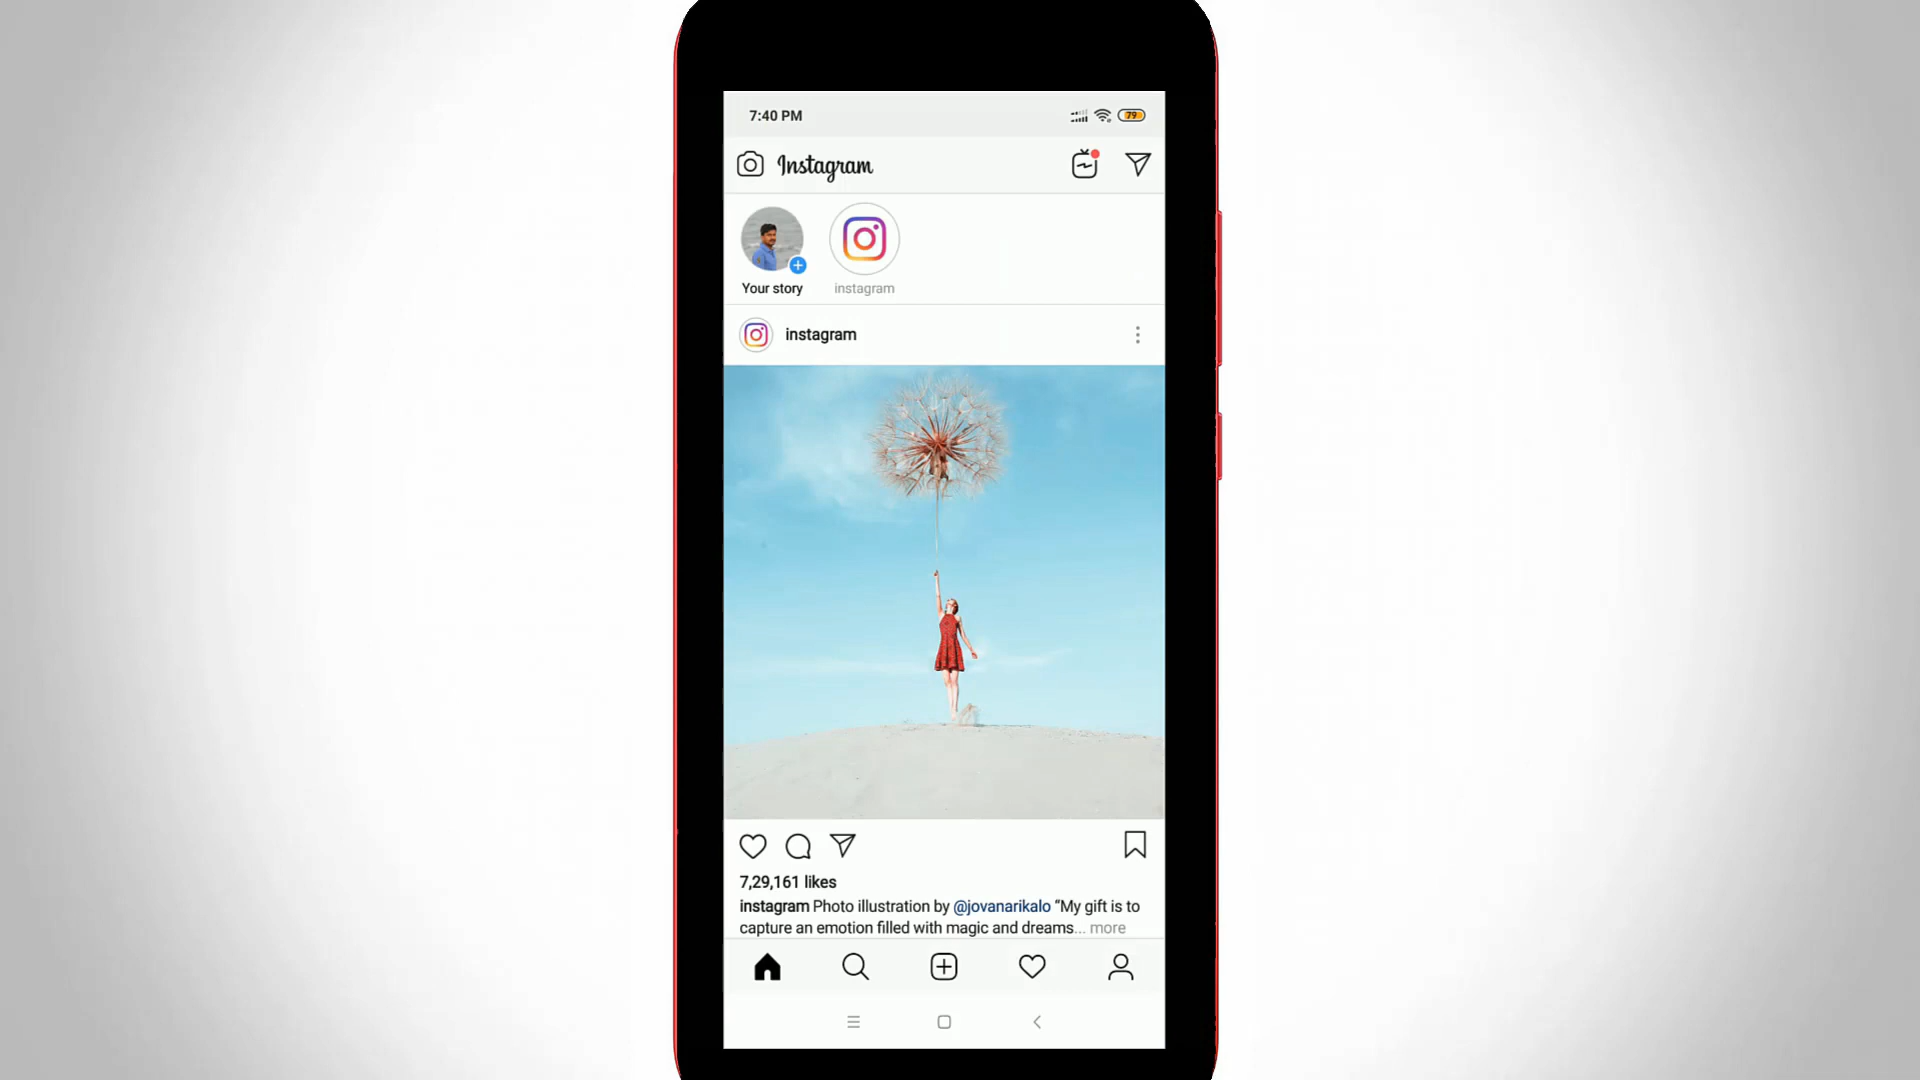 7:40 PM
79
Instagram
Your story
instagram
instagram
7,29,161 likes
instagram Photo illustration by @jovanarikalo “My gift is to
capture an emotion filled with magic and dreams... more